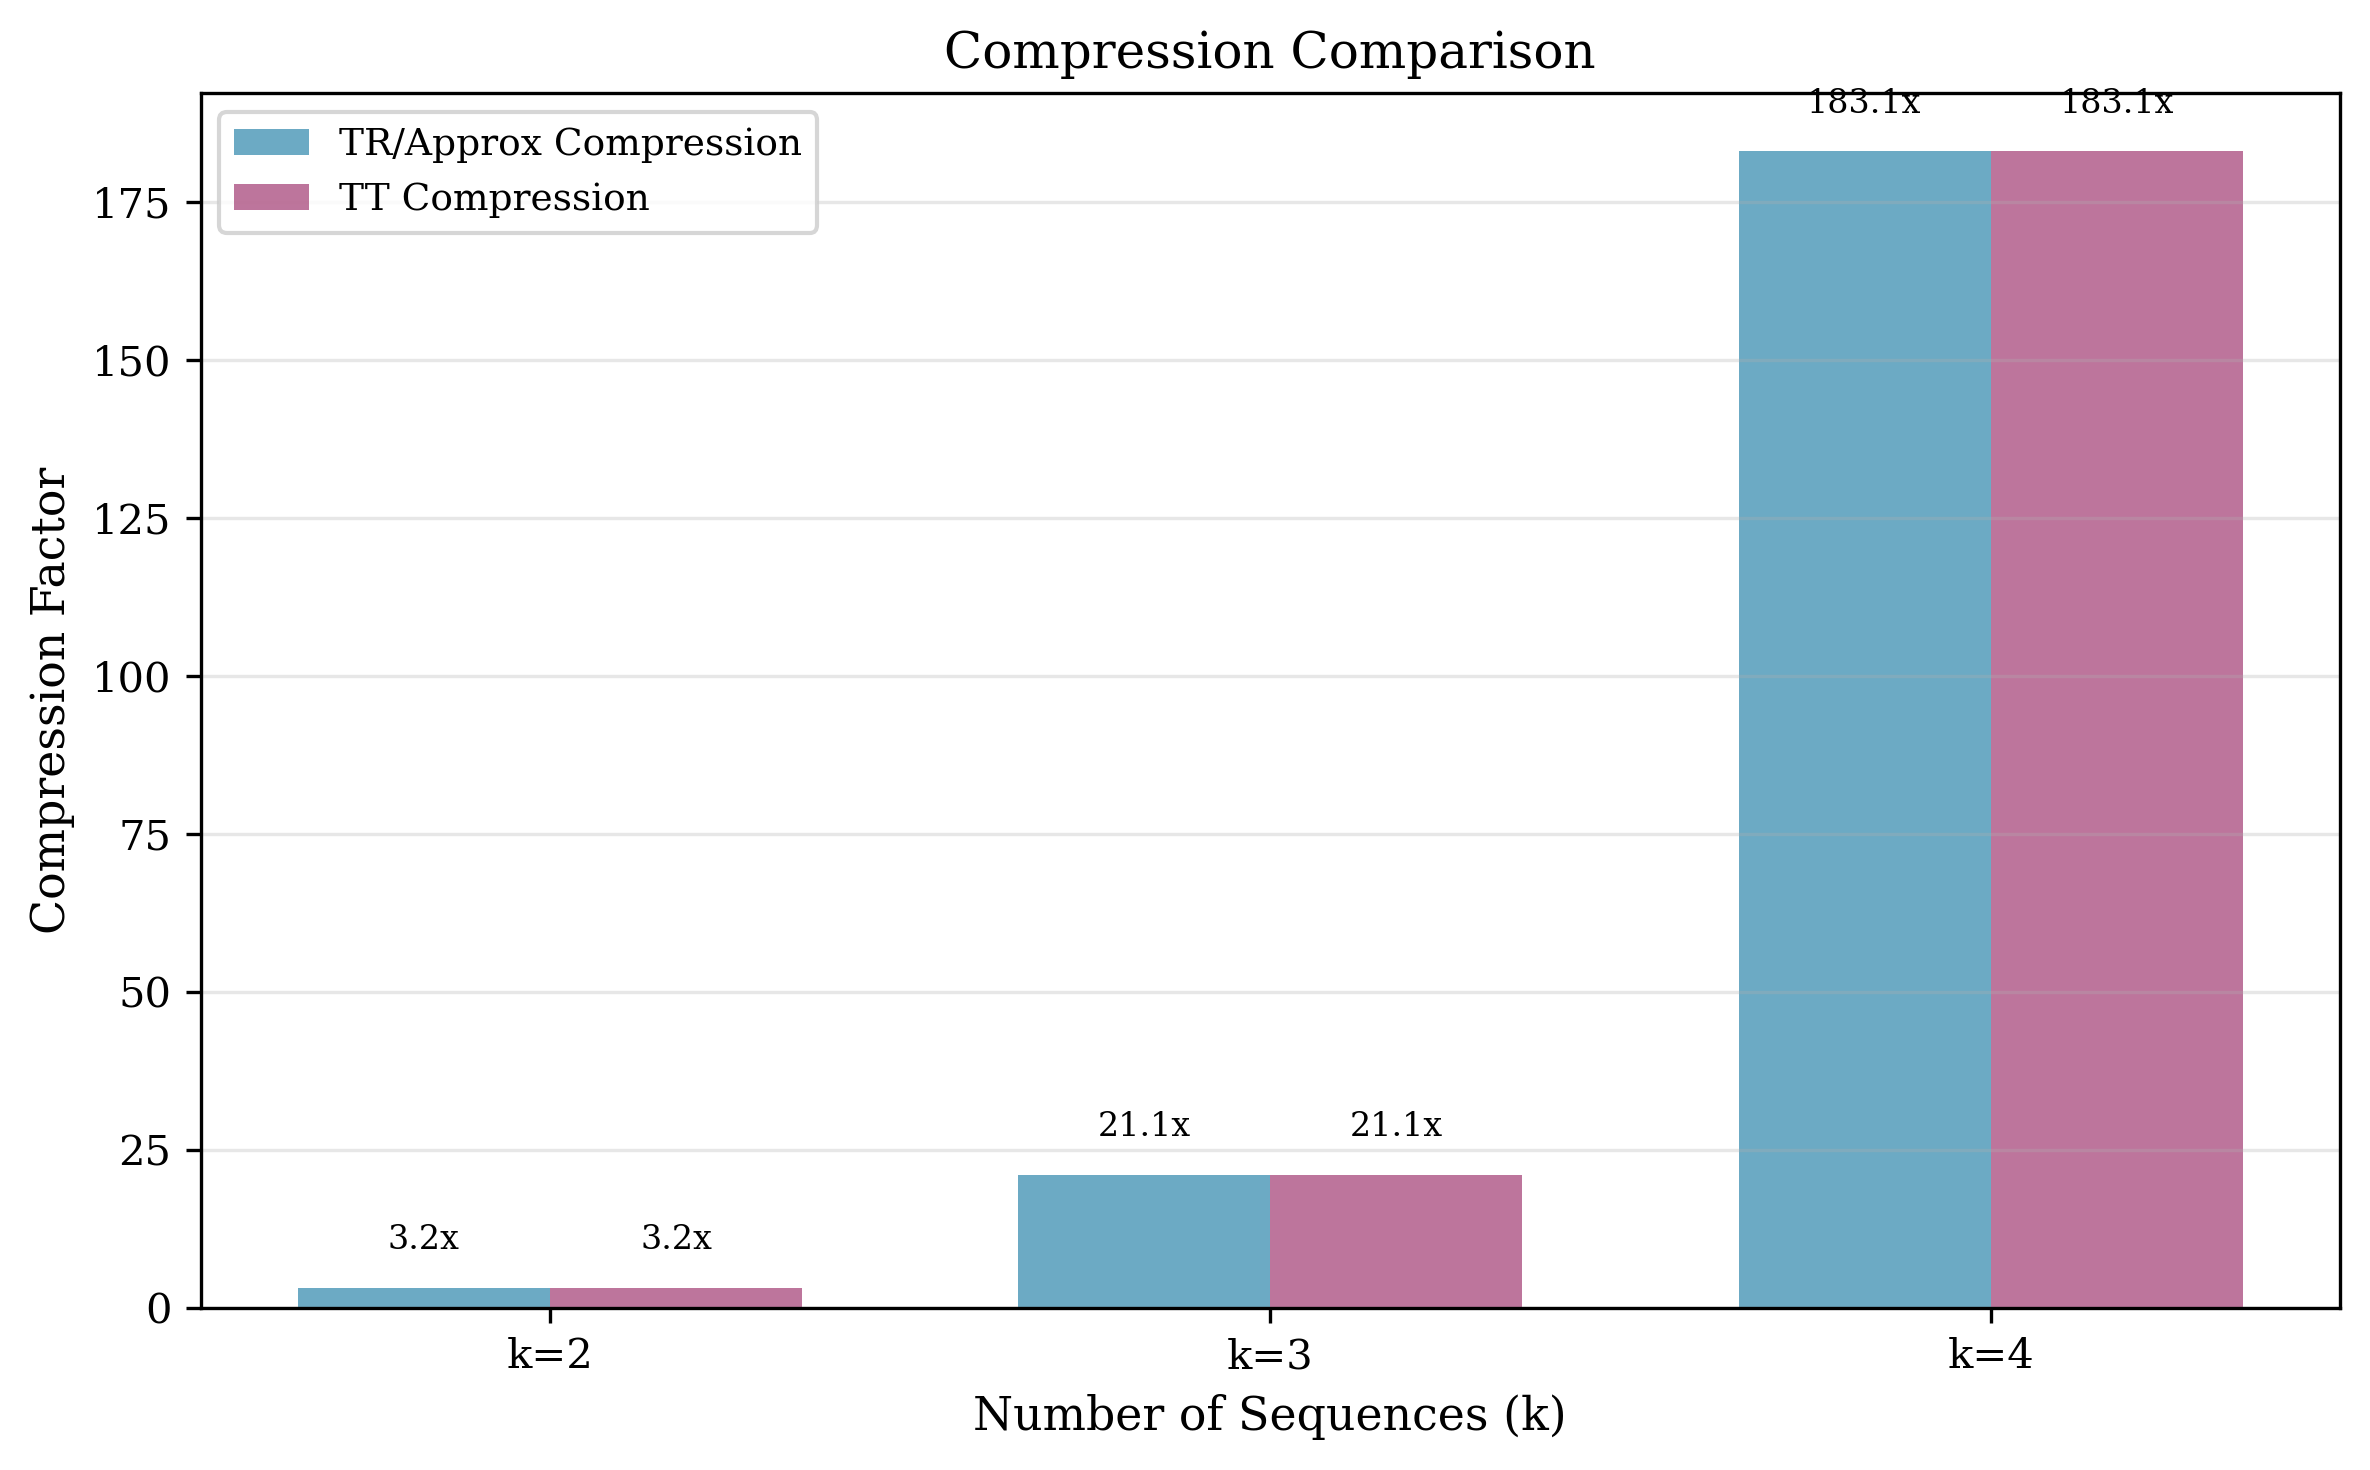 Compression Comparison
TR/Approx Compression
TT Compression
Compression Factor
175
150
125
100
75
50
25
0
3.2x
3.2x
21.1x
21.1x
183.1x
183.1x
k=2
k=3
k=4
Number of Sequences (k)